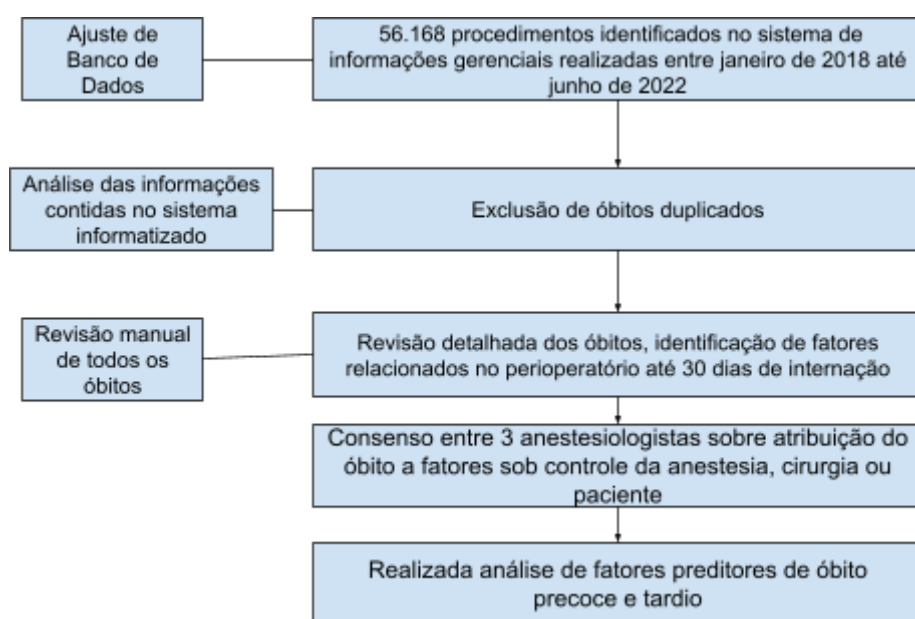 Ajuste de
Banco de
Dados
56.168 procedimentos identificados no sistema de
informações gerenciais realizadas entre janeiro de 2018 até
junho de 2022
Análise das informações
contidas no sistema
informatizado
Exclusão de óbitos duplicados
Revisão manual
de todos os
óbitos
Revisão detalhada dos óbitos, identificação de fatores
relacionados no perioperatório até 30 dias de internação
Consenso entre 3 anestesiologistas sobre atribuição do
óbito a fatores sob controle da anestesia, cirurgia ou
paciente
Realizada análise de fatores preditores de óbito
precoce e tardio